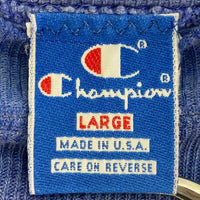 ®
Champion®
LARGE
MADE IN U.S.A.
CARE ON REVERSE